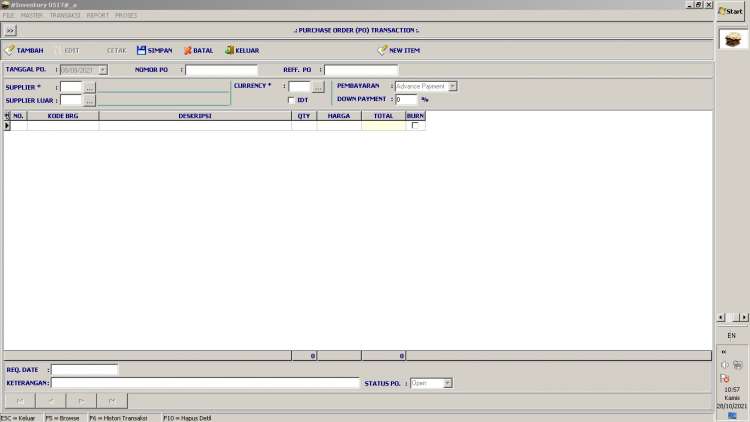 #Inventory 0517#_a
Start
FILE MASTER TRANSAKSI REPORT PROSES
>> .: PURCHASE ORDER (PO) TRANSACTION :.
TAMBAH EDIT CETAK SIMPAN BATAL KELUAR NEW ITEM
TANGGAL PO. : 08/08/2021 NOMOR PO : REFF. PO :
SUPPLIER * : ... CURRENCY * : ... PEMBAYARAN : Advance Payment
SUPPLIER LUAR : ... IDT DOWN PAYMENT : 0 %
NO. KODE BRG DESKRIPSI QTY HARGA TOTAL BURN
0 0
EN
REQ. DATE :
KETERANGAN : STATUS PO. : Open
10:57
Kamis
28/10/2021
ESC = Keluar F5 = Browse F6 = Histori Transaksi F10 = Hapus Detil